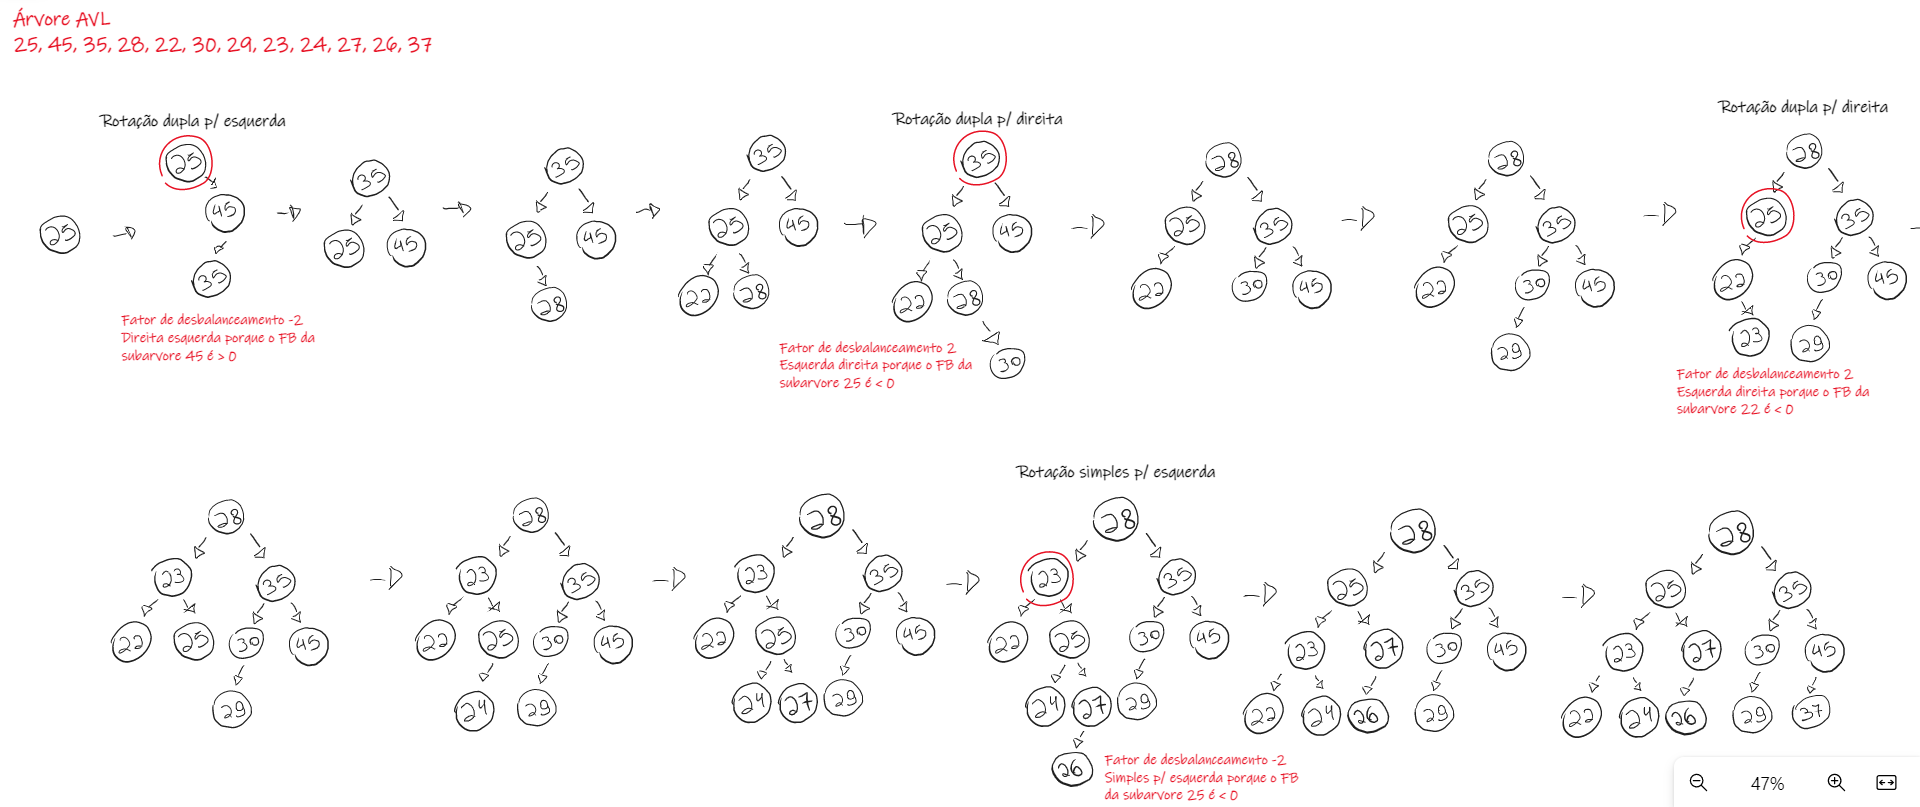 Árvore AVL
25, 45, 35, 28, 22, 30, 29, 23, 24, 27, 26, 37
Rotação dupla p/ esquerda
25
25
45
35
Fator de desbalanceamento -2
Direita esquerda porque o FB da
subarvore 45 é > 0
35
25 45
35
25 45
28
35
25 45
22 28
Rotação dupla p/ direita
35
25 45
22 28
30
Fator de desbalanceamento 2
Esquerda direita porque o FB da
subarvore 25 é < 0
28
25 35
22 30 45
28
25 35
22 30 45
29
Rotação dupla p/ direita
28
25 35
22 30 45
23 29
Fator de desbalanceamento 2
Esquerda direita porque o FB da
subarvore 22 é < 0
28
23 35
22 25 30 45
29
28
23 35
22 25 30 45
24 29
28
23 35
22 25 30 45
24 27 29
Rotação simples p/ esquerda
28
23 35
22 25 30 45
24 27 29
26
Fator de desbalanceamento -2
Simples p/ esquerda porque o FB
da subarvore 25 é < 0
28
25 35
23 27 30 45
22 24 26 29
28
25 35
23 27 30 45
22 24 26 29 37
47%